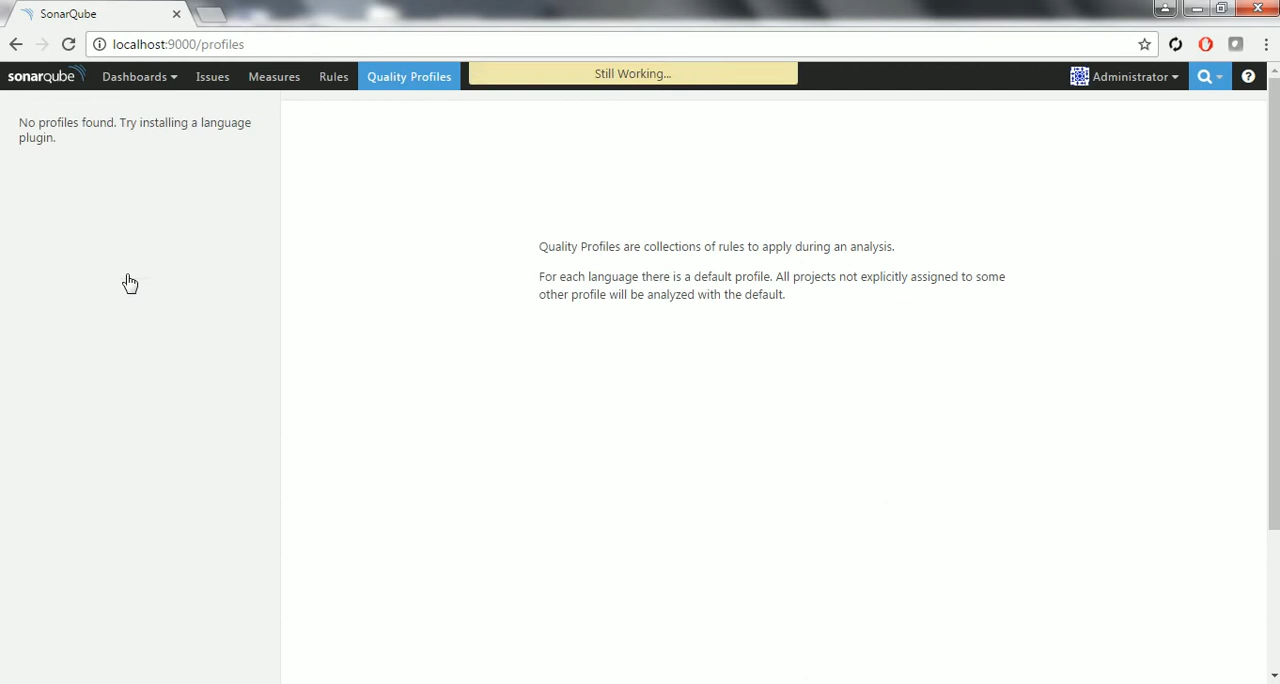 SonarQube
localhost:9000/profiles
sonarqube Dashboards Issues Measures Rules Quality Profiles Still Working... Administrator
No profiles found. Try installing a language
plugin.
Quality Profiles are collections of rules to apply during an analysis.
For each language there is a default profile. All projects not explicitly assigned to some
other profile will be analyzed with the default.